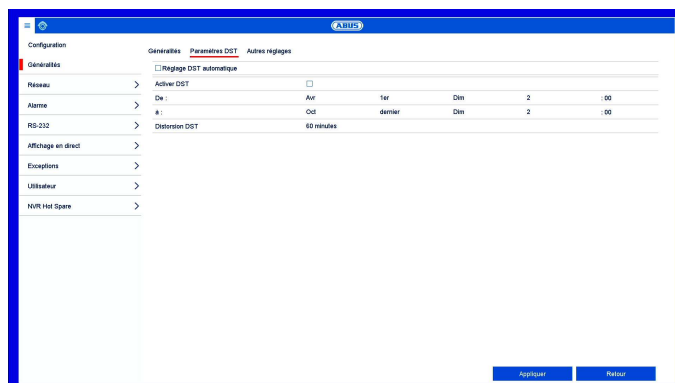 ABUS
Configuration
Généralités
Réseau
Alarme
RS-232
Affichage en direct
Exceptions
Utilisateur
NVR Hot Spare
Généralités Paramètres DST Autres réglages
Réglage DST automatique
Activer DST
De : Avr 1er Dim 2 : 00
à : Oct dernier Dim 2 : 00
Distorsion DST 60 minutes
Appliquer Retour